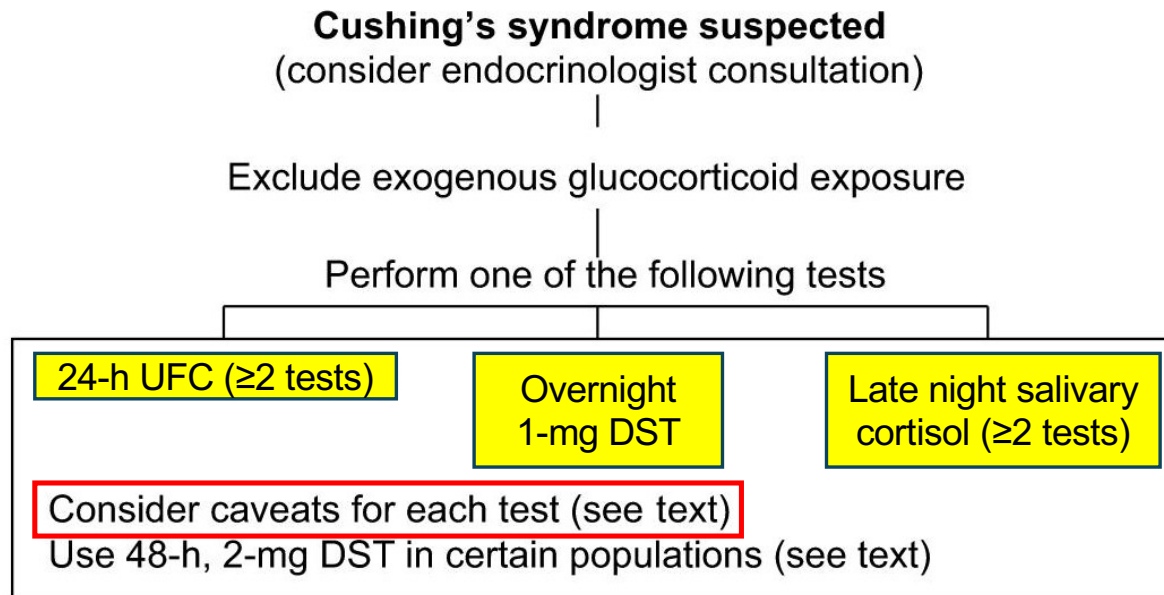 Cushing's syndrome suspected
(consider endocrinologist consultation)
Exclude exogenous glucocorticoid exposure
Perform one of the following tests
24-h UFC (≥2 tests)
Overnight
1-mg DST
Late night salivary
cortisol (≥2 tests)
Consider caveats for each test (see text)
Use 48-h, 2-mg DST in certain populations (see text)